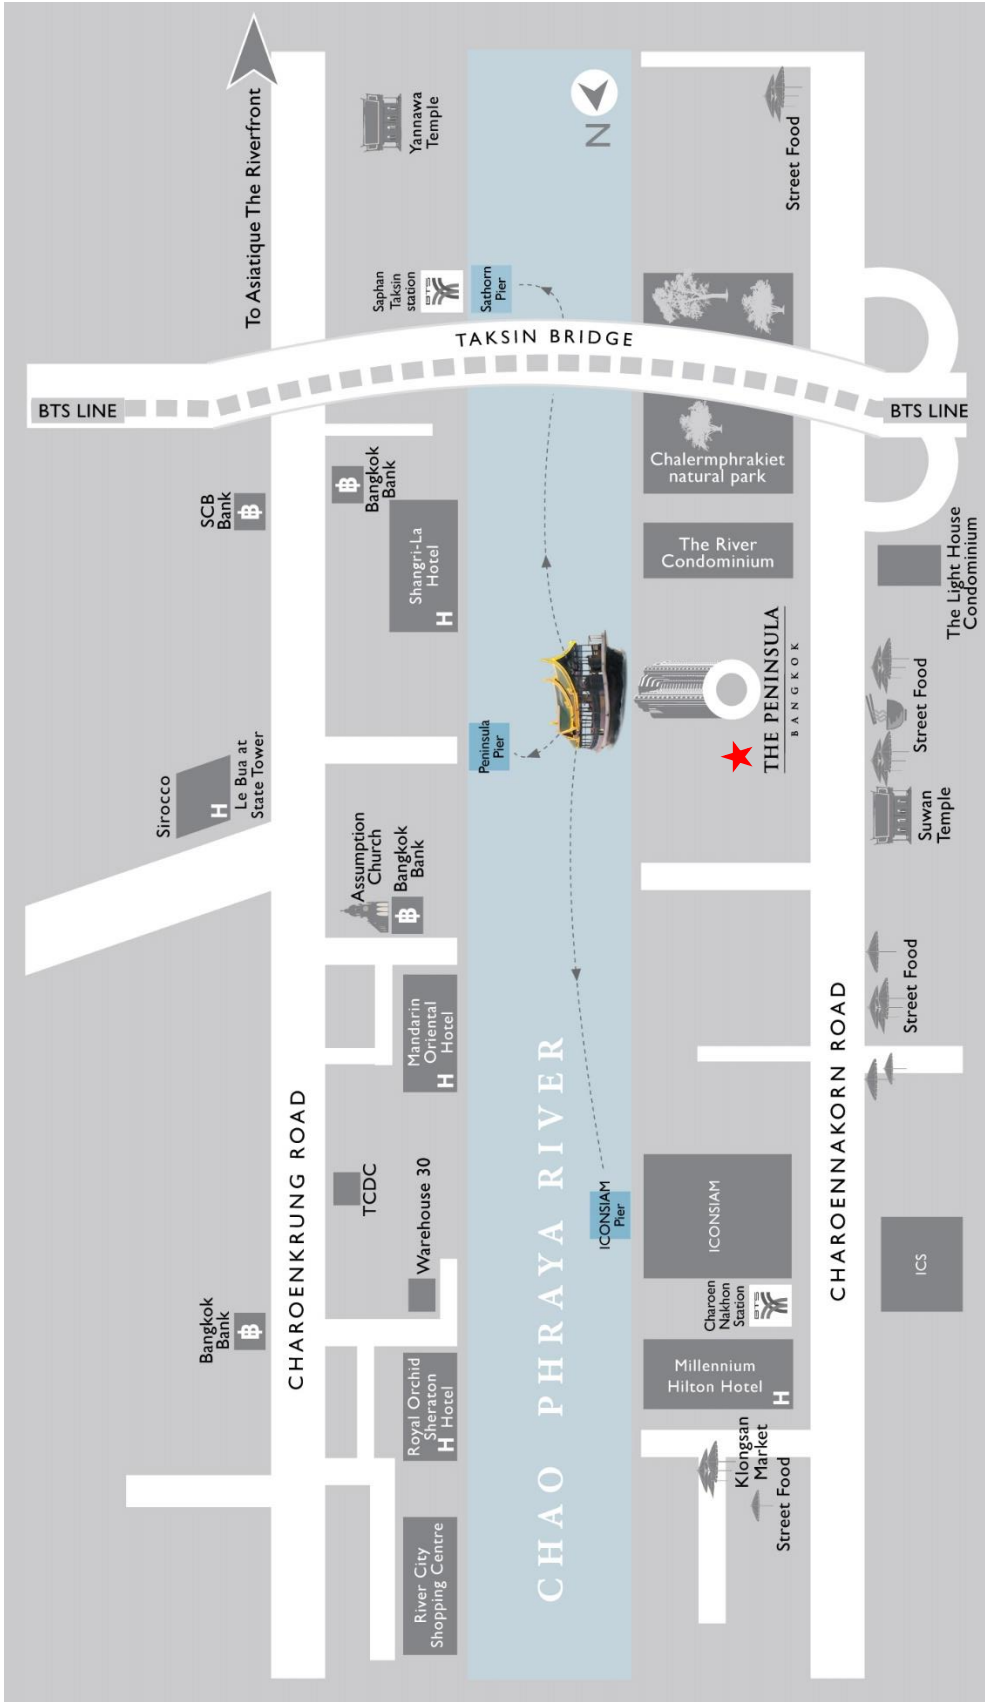 Sirocco
Le Bua at
State Tower
H
SCB
Bank
Bangkok
Bank
BTS LINE
To Asiatique The Riverfront
CHAROENKRUNG ROAD
River City
Shopping Centre
Royal Orchid
Sheraton
Hotel
H
Warehouse 30
TCDC
Mandarin
Oriental
Hotel
H
Assumption
Church
Bangkok
Bank
Bangkok
Bank
Shangri-La
Hotel
H
Saphan
Taksin
station
BTS
Yannawa
Temple
Peninsula
Pier
Sathorn
Pier
TAKSIN BRIDGE
CHAO PHRAYA RIVER
ICONSIAM
Pier
N
Klongsan
Market
Street Food
Millennium
Hilton Hotel
H
Charoen
Nakhon
Station
BTS
ICONSIAM
THE PENINSULA
BANGKOK
The River
Condominium
Chalermphrakiet
natural park
Street Food
CHAROENNAKORN ROAD
BTS LINE
ICS
Street Food
Suwan
Temple
Street Food
The Light House
Condominium